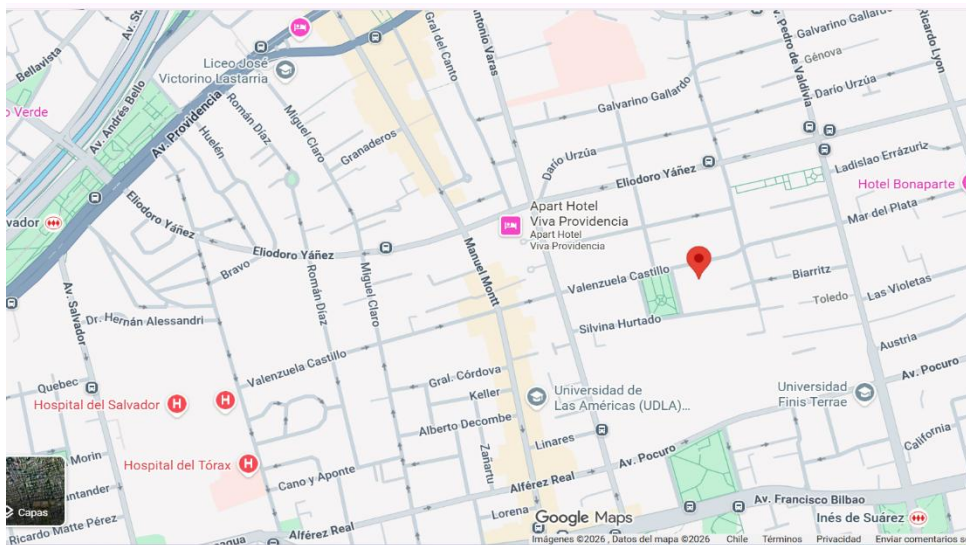 Bellavista
Av. Andrés Bello
Verde
Liceo José
Victorino Lastarria
Gral del Canto
Antonio Varas
Galvarino Gallardo
Génova
Av. Pedro de Valdivia
Ricardo Lyon
Darío Urzúa
Av. Providencia
Huelén
Román Díaz
Miguel Claro
Granaderos
Galvarino Gallardo
Darío Urzúa
Eliodoro Yáñez
Ladislao Errázuriz
Hotel Bonaparte
Mar del Plata
Apart Hotel
Viva Providencia
Apart Hotel
Viva Providencia
vador
Eliodoro Yáñez
Eliodoro Yáñez
Bravo
Román Díaz
Miguel Claro
Manuel Montt
Valenzuela Castillo
Biarritz
Toledo
Las Violetas
Silvina Hurtado
Austria
Av. Salvador
Dr. Hernán Alessandri
Valenzuela Castillo
Quebec
Hospital del Salvador
Gral. Córdova
Keller
Alberto Decombe
Zañartu
Linares
Universidad de
Las Américas (UDLA)...
Universidad
Finis Terrae
Av. Pocuro
California
Morin
Hospital del Tórax
Cano y Aponte
Av. Pocuro
Alférez Real
Santander
Capas
Ricardo Matte Pérez
Alférez Real
Lorena
Av. Francisco Bilbao
Inés de Suárez
Google Maps
Imágenes ©2026 , Datos del mapa ©2026 Chile Términos Privacidad Enviar comentarios s